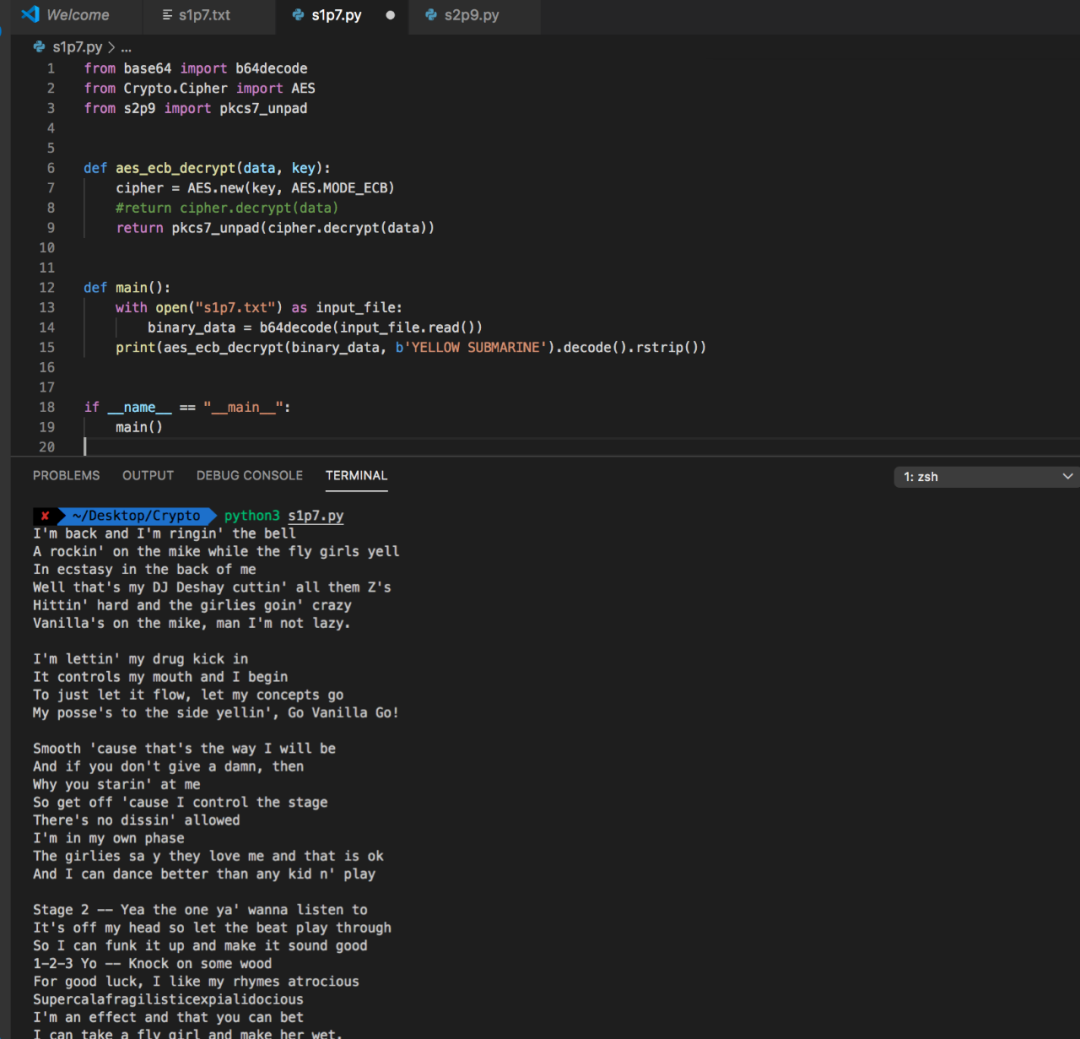 Welcome
s1p7.txt
s1p7.py
s2p9.py
s1p7.py > ...
1 from base64 import b64decode
2 from Crypto.Cipher import AES
3 from s2p9 import pkcs7_unpad
4
5
6 def aes_ecb_decrypt(data, key):
7     cipher = AES.new(key, AES.MODE_ECB)
8     #return cipher.decrypt(data)
9     return pkcs7_unpad(cipher.decrypt(data))
10
11
12 def main():
13     with open("s1p7.txt") as input_file:
14         binary_data = b64decode(input_file.read())
15     print(aes_ecb_decrypt(binary_data, b'YELLOW SUBMARINE').decode().rstrip())
16
17
18 if __name__ == "__main__":
19     main()
20
PROBLEMS OUTPUT DEBUG CONSOLE TERMINAL 1: zsh
✘ ~/Desktop/Crypto python3 s1p7.py
I'm back and I'm ringin' the bell
A rockin' on the mike while the fly girls yell
In ecstasy in the back of me
Well that's my DJ Deshay cuttin' all them Z's
Hittin' hard and the girlies goin' crazy
Vanilla's on the mike, man I'm not lazy.
I'm lettin' my drug kick in
It controls my mouth and I begin
To just let it flow, let my concepts go
My posse's to the side yellin', Go Vanilla Go!
Smooth 'cause that's the way I will be
And if you don't give a damn, then
Why you starin' at me
So get off 'cause I control the stage
There's no dissin' allowed
I'm in my own phase
The girlies sa y they love me and that is ok
And I can dance better than any kid n' play
Stage 2 -- Yea the one ya' wanna listen to
It's off my head so let the beat play through
So I can funk it up and make it sound good
1-2-3 Yo -- Knock on some wood
For good luck, I like my rhymes atrocious
Supercalafragilisticexpialidocious
I'm an effect and that you can bet
I can take a fly girl and make her wet.